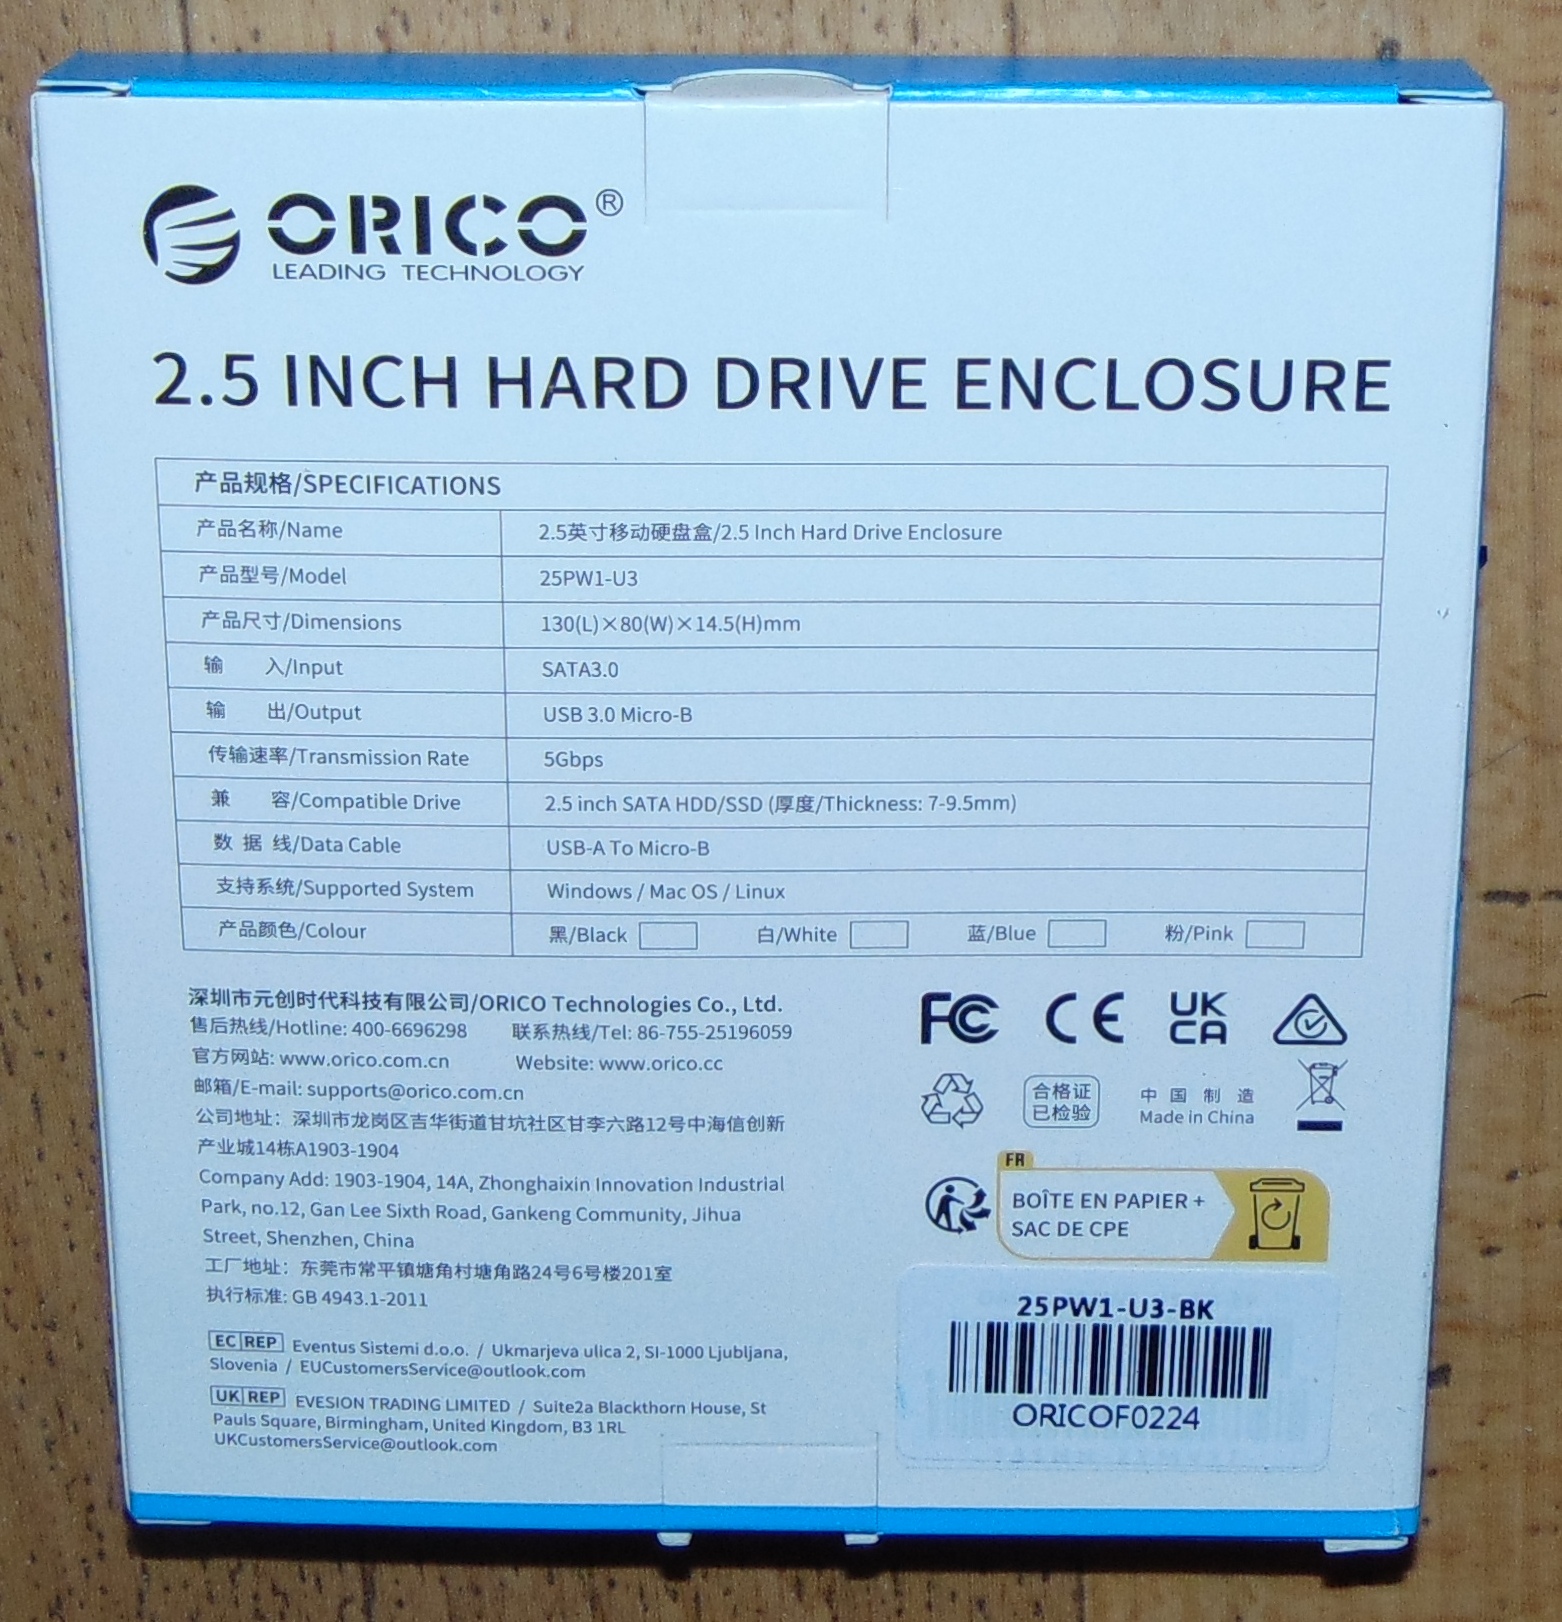 ORICO®
LEADING TECHNOLOGY
2.5 INCH HARD DRIVE ENCLOSURE
产品规格/SPECIFICATIONS
产品名称/Name 2.5英寸移动硬盘盒/2.5 Inch Hard Drive Enclosure
产品型号/Model 25PW1-U3
产品尺寸/Dimensions 130(L)×80(W)×14.5(H)mm
输 入/Input SATA3.0
输 出/Output USB 3.0 Micro-B
传输速率/Transmission Rate 5Gbps
兼 容/Compatible Drive 2.5 inch SATA HDD/SSD (厚度/Thickness: 7-9.5mm)
数 据 线/Data Cable USB-A To Micro-B
支持系统/Supported System Windows / Mac OS / Linux
产品颜色/Colour 黑/Black 白/White 蓝/Blue 粉/Pink
深圳市元创时代科技有限公司/ORICO Technologies Co., Ltd.
售后热线/Hotline: 400-6696298 联系热线/Tel: 86-755-25196059
官方网站: www.orico.com.cn Website: www.orico.cc
邮箱/E-mail: supports@orico.com.cn
公司地址：深圳市龙岗区吉华街道甘坑社区甘李六路12号中海信创新
产业城14栋A1903-1904
Company Add: 1903-1904, 14A, Zhonghaixin Innovation Industrial
Park, no.12, Gan Lee Sixth Road, Gankeng Community, Jihua
Street, Shenzhen, China
工厂地址：东莞市常平镇塘角村塘角路24号6号楼201室
执行标准: GB 4943.1-2011
EC REP Eventus Sistemi d.o.o. / Ukmarjeva ulica 2, SI-1000 Ljubljana,
Slovenia / EUCustomersService@outlook.com
UK REP EVESION TRADING LIMITED / Suite2a Blackthorn House, St
Pauls Square, Birmingham, United Kingdom, B3 1RL
UKCustomersService@outlook.com
FC CE UK
CA
合格证
已检验
中 国 制 造
Made in China
FR
BOÎTE EN PAPIER +
SAC DE CPE
25PW1-U3-BK
ORICOF0224